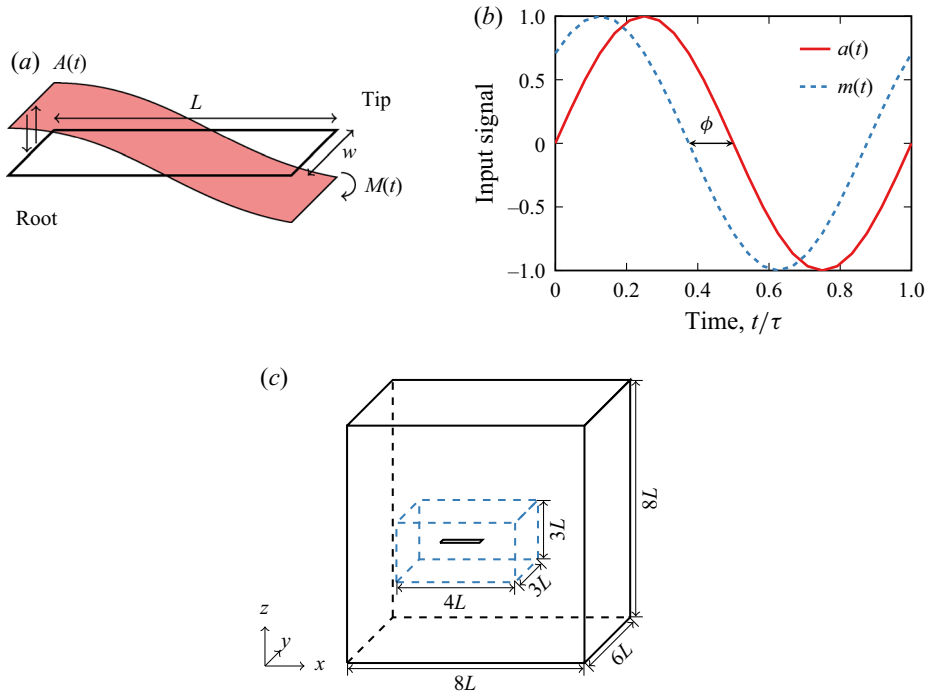 (a)
A(t)
L
Tip
w
M(t)
Root
(b)
Input signal
1.0
0.5
0
–0.5
–1.0
a(t)
m(t)
ϕ
0
0.2
0.4
0.6
0.8
1.0
Time, t/τ
(c)
8L
3L
3L
4L
6L
8L
z
y
x